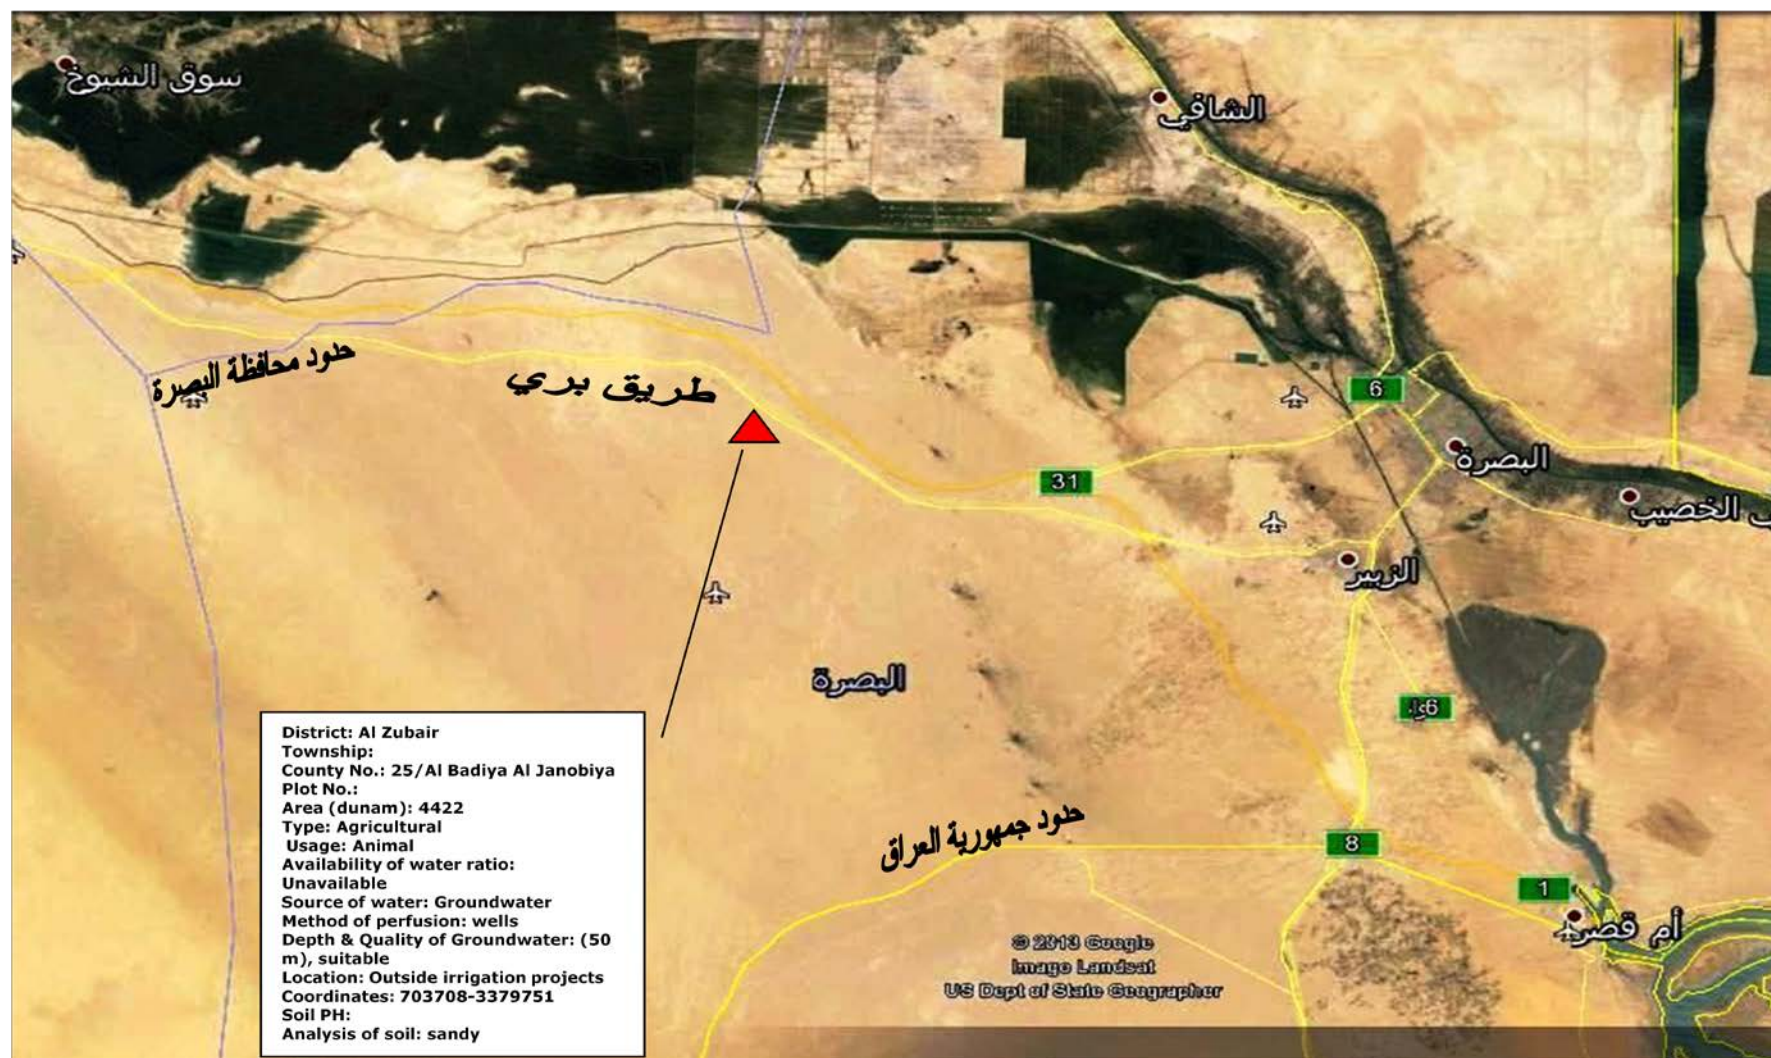 سوق الشيوخ
الشافي
حدود محافظة البصرة
طريق بري
6
البصرة
31
الخصيب
الزبير
البصرة
حدود جمهورية العراق
8
1
أم قصر
District: Al Zubair
Township:
County No.: 25/Al Badiya Al Janobiya
Plot No.:
Area (dunam): 4422
Type: Agricultural
Usage: Animal
Availability of water ratio:
Unavailable
Source of water: Groundwater
Method of perfusion: wells
Depth & Quality of Groundwater: (50
m), suitable
Location: Outside irrigation projects
Coordinates: 703708-3379751
Soil PH:
Analysis of soil: sandy
© 2013 Google
Image Landsat
US Dept of State Geographer